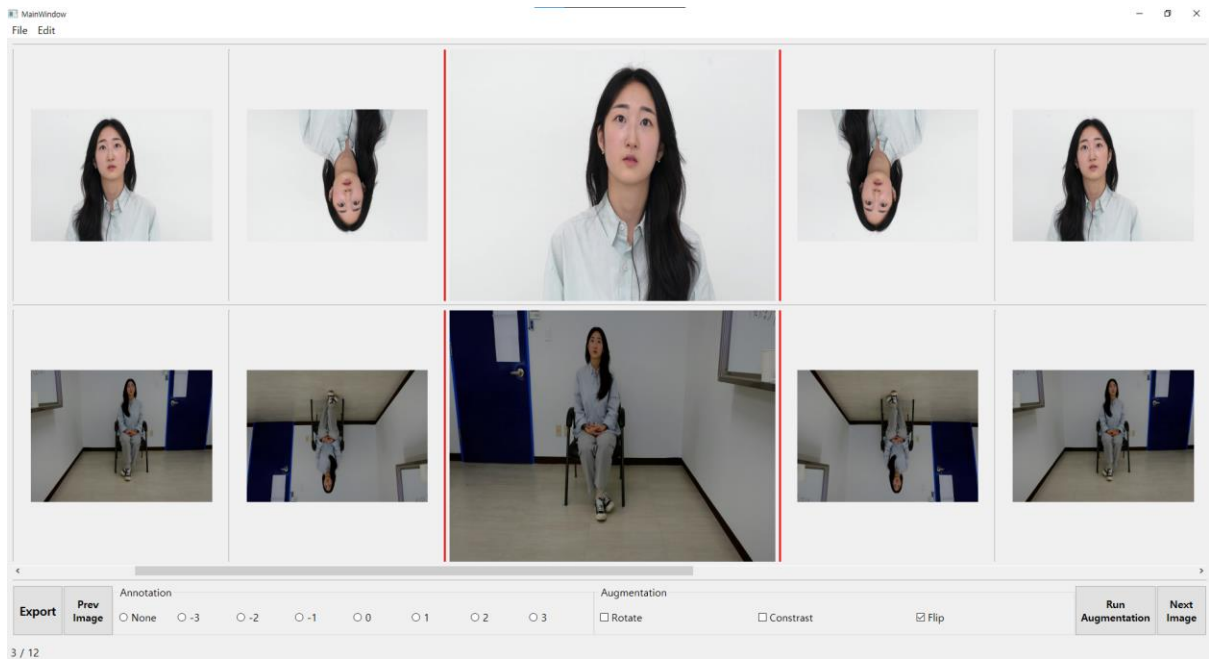 MainWindow
File Edit
Export
Prev
Image
Annotation
None -3 -2 -1 0 1 2 3
Augmentation
Rotate Constrast Flip
Run
Augmentation
Next
Image
3 / 12